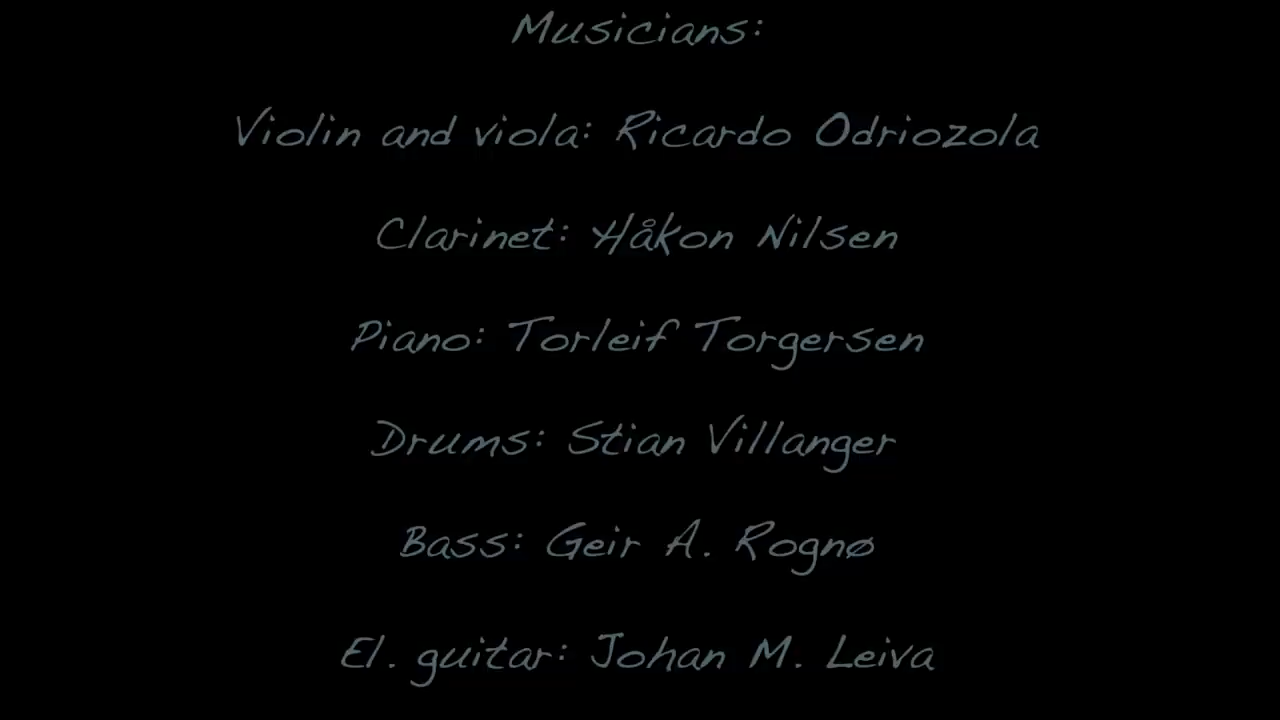 Musicians:
Violin and viola: Ricardo Odriozola
Clarinet: Håkon Nilsen
Piano: Torleif Torgersen
Drums: Stian Villanger
Bass: Geir A. Rognø
El. guitar: Johan M. Leiva